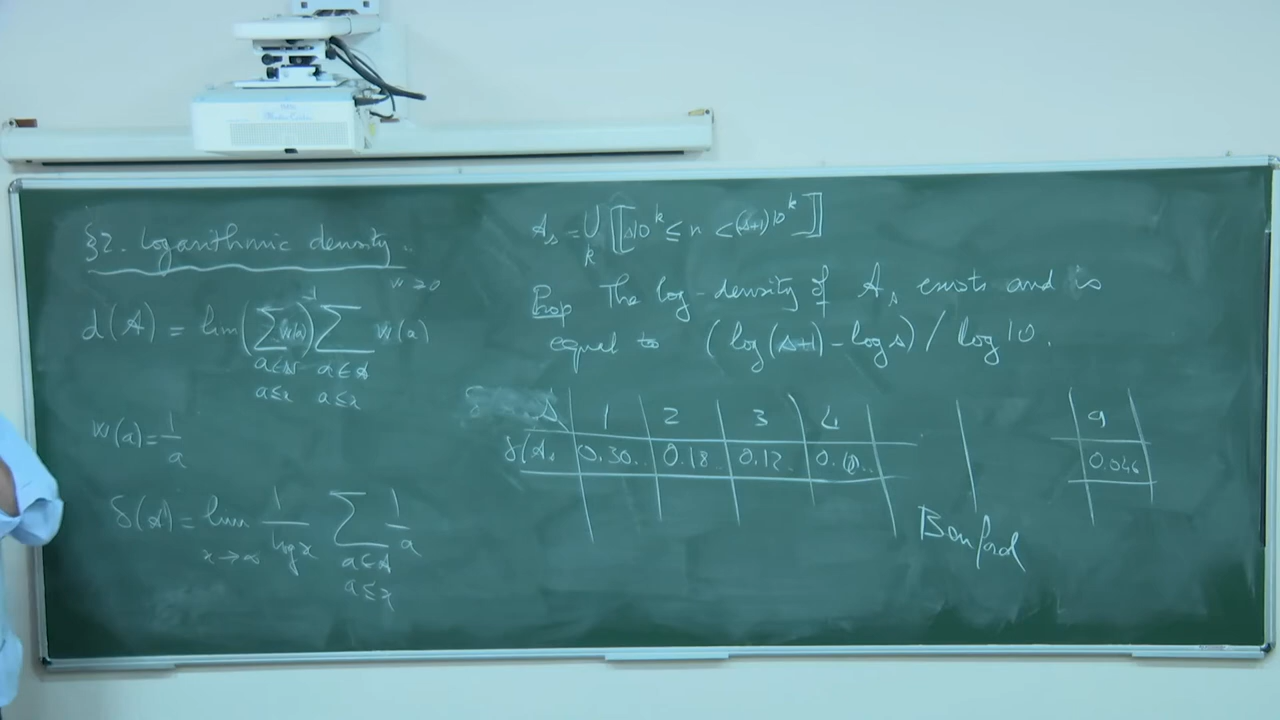 §2. Logarithmic density.
w ≥ 0
d(A) = lim (∑ w(a))⁻¹ ∑ w(a)
a∈N a∈A
a≤x a≤x
w(a) = 1/a
δ(A) = lim 1/log x ∑ 1/a
x→∞ a∈A
a≤x
A_s = ∪ [[s10^k ≤ n < (s+1)10^k]]
k
Prop The log-density of A_s exists and is
equal to (log(s+1) - log s) / log 10.
s 1 2 3 4 9
δ(A_s 0.30.. 0.18.. 0.12.. 0.10.. 0.046
Benford